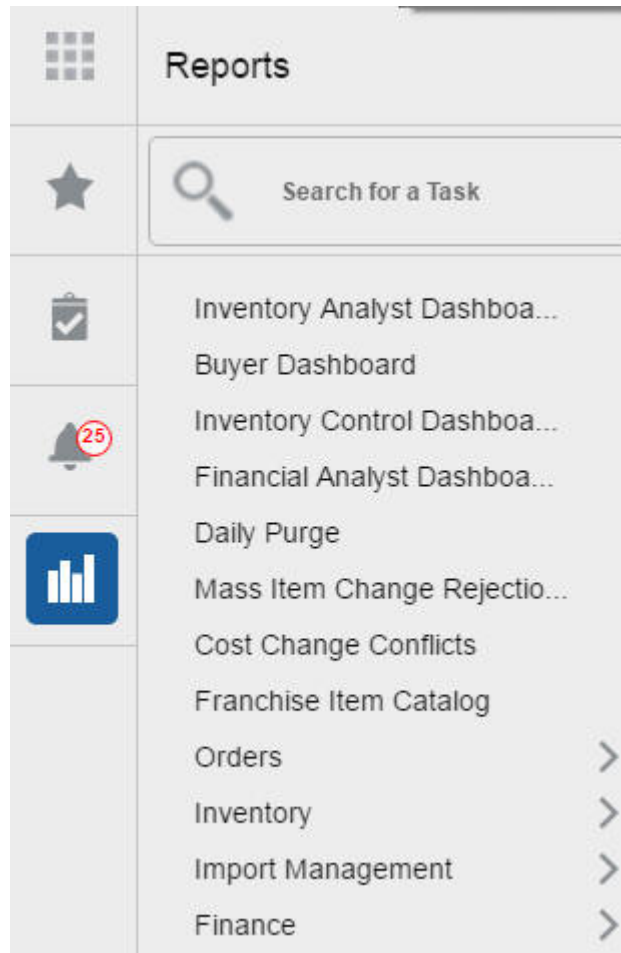 Reports
Search for a Task
Inventory Analyst Dashboa...
Buyer Dashboard
Inventory Control Dashboa...
25
Financial Analyst Dashboa...
Daily Purge
Mass Item Change Rejectio...
Cost Change Conflicts
Franchise Item Catalog
Orders
Inventory
Import Management
Finance